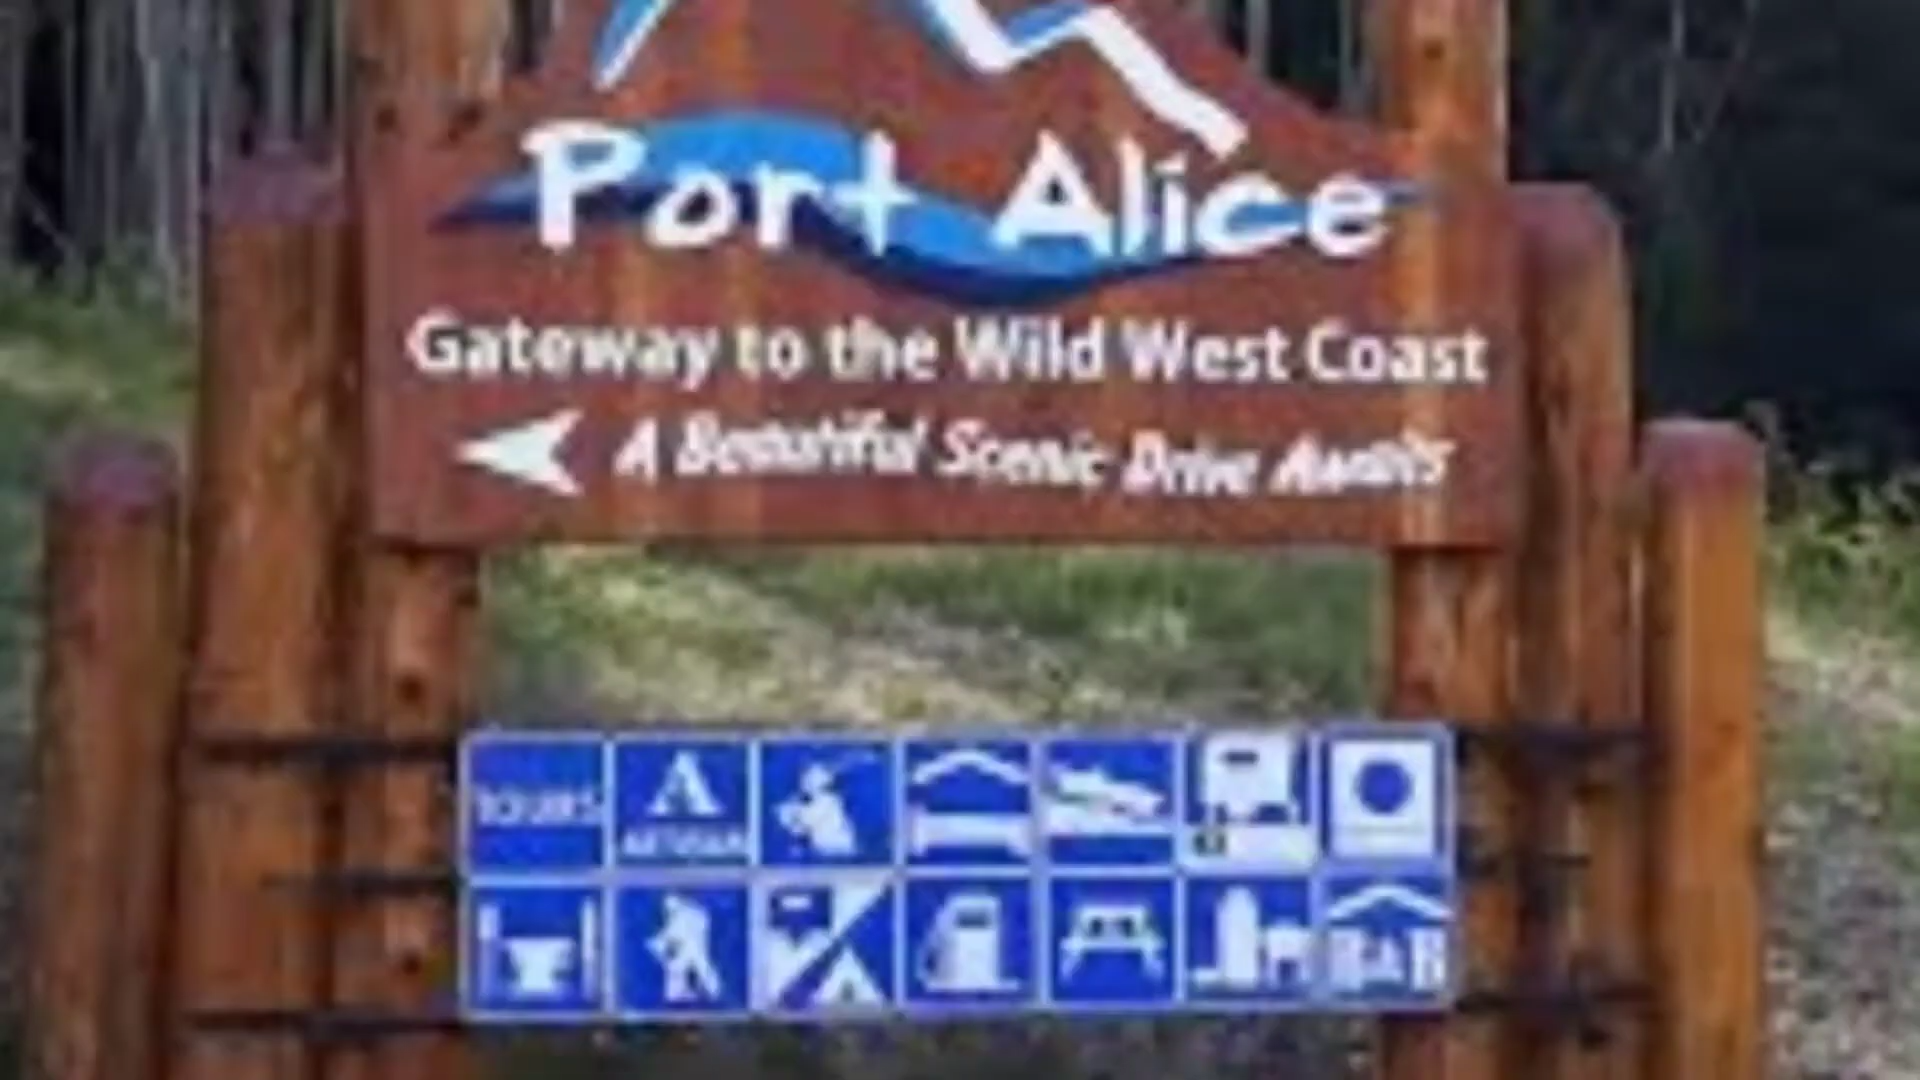 Port Alice
Gateway to the Wild West Coast
A Beautiful Scenic Drive Awaits
TOURS
A
ARTISAN
B&B